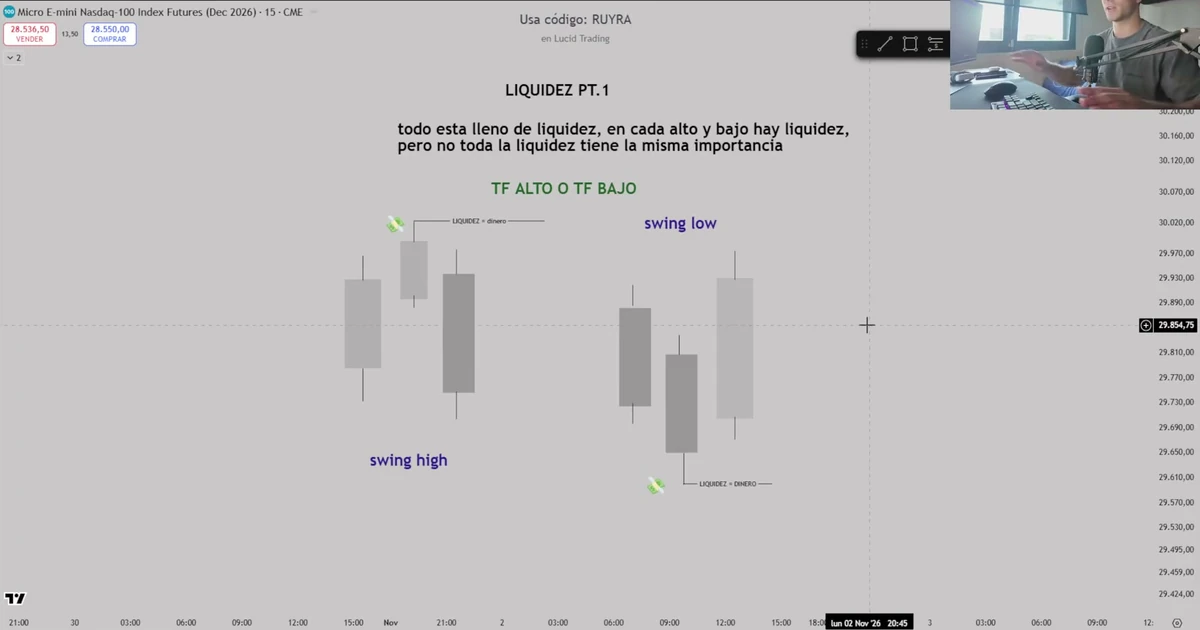 Micro E-mini Nasdaq-100 Index Futures (Dec 2026) · 15 · CME
28.536,50
VENDER
13,50
28.550,00
COMPRAR
2
Usa código: RUYRA
en Lucid Trading
LIQUIDEZ PT.1
todo esta lleno de liquidez, en cada alto y bajo hay liquidez,
pero no toda la liquidez tiene la misma importancia
TF ALTO O TF BAJO
LIQUIDEZ = dinero
swing low
swing high
LIQUIDEZ = DINERO
30.200,00
30.160,00
30.120,00
30.070,00
30.020,00
29.970,00
29.930,00
29.890,00
29.854,75
29.810,00
29.770,00
29.730,00
29.690,00
29.650,00
29.610,00
29.570,00
29.530,00
29.495,00
29.459,00
29.424,00
21:00 30 03:00 06:00 09:00 12:00 15:00 Nov 21:00 2 03:00 06:00 09:00 12:00 15:00 18:0 lun 02 Nov '26 20:45 3 03:00 06:00 09:00 12: